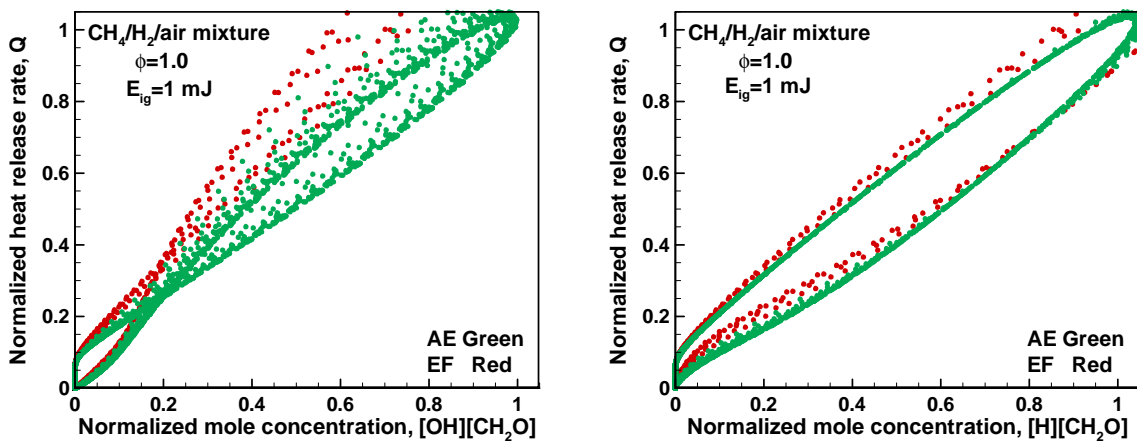 Normalized heat release rate, Q
1
0.8
0.6
0.4
0.2
0
CH₄/H₂/air mixture
ϕ=1.0
E_ig=1 mJ
AE Green
EF Red
0 0.2 0.4 0.6 0.8 1
Normalized mole concentration, [OH][CH₂O]
Normalized heat release rate, Q
1
0.8
0.6
0.4
0.2
0
CH₄/H₂/air mixture
ϕ=1.0
E_ig=1 mJ
AE Green
EF Red
0 0.2 0.4 0.6 0.8 1
Normalized mole concentration, [H][CH₂O]